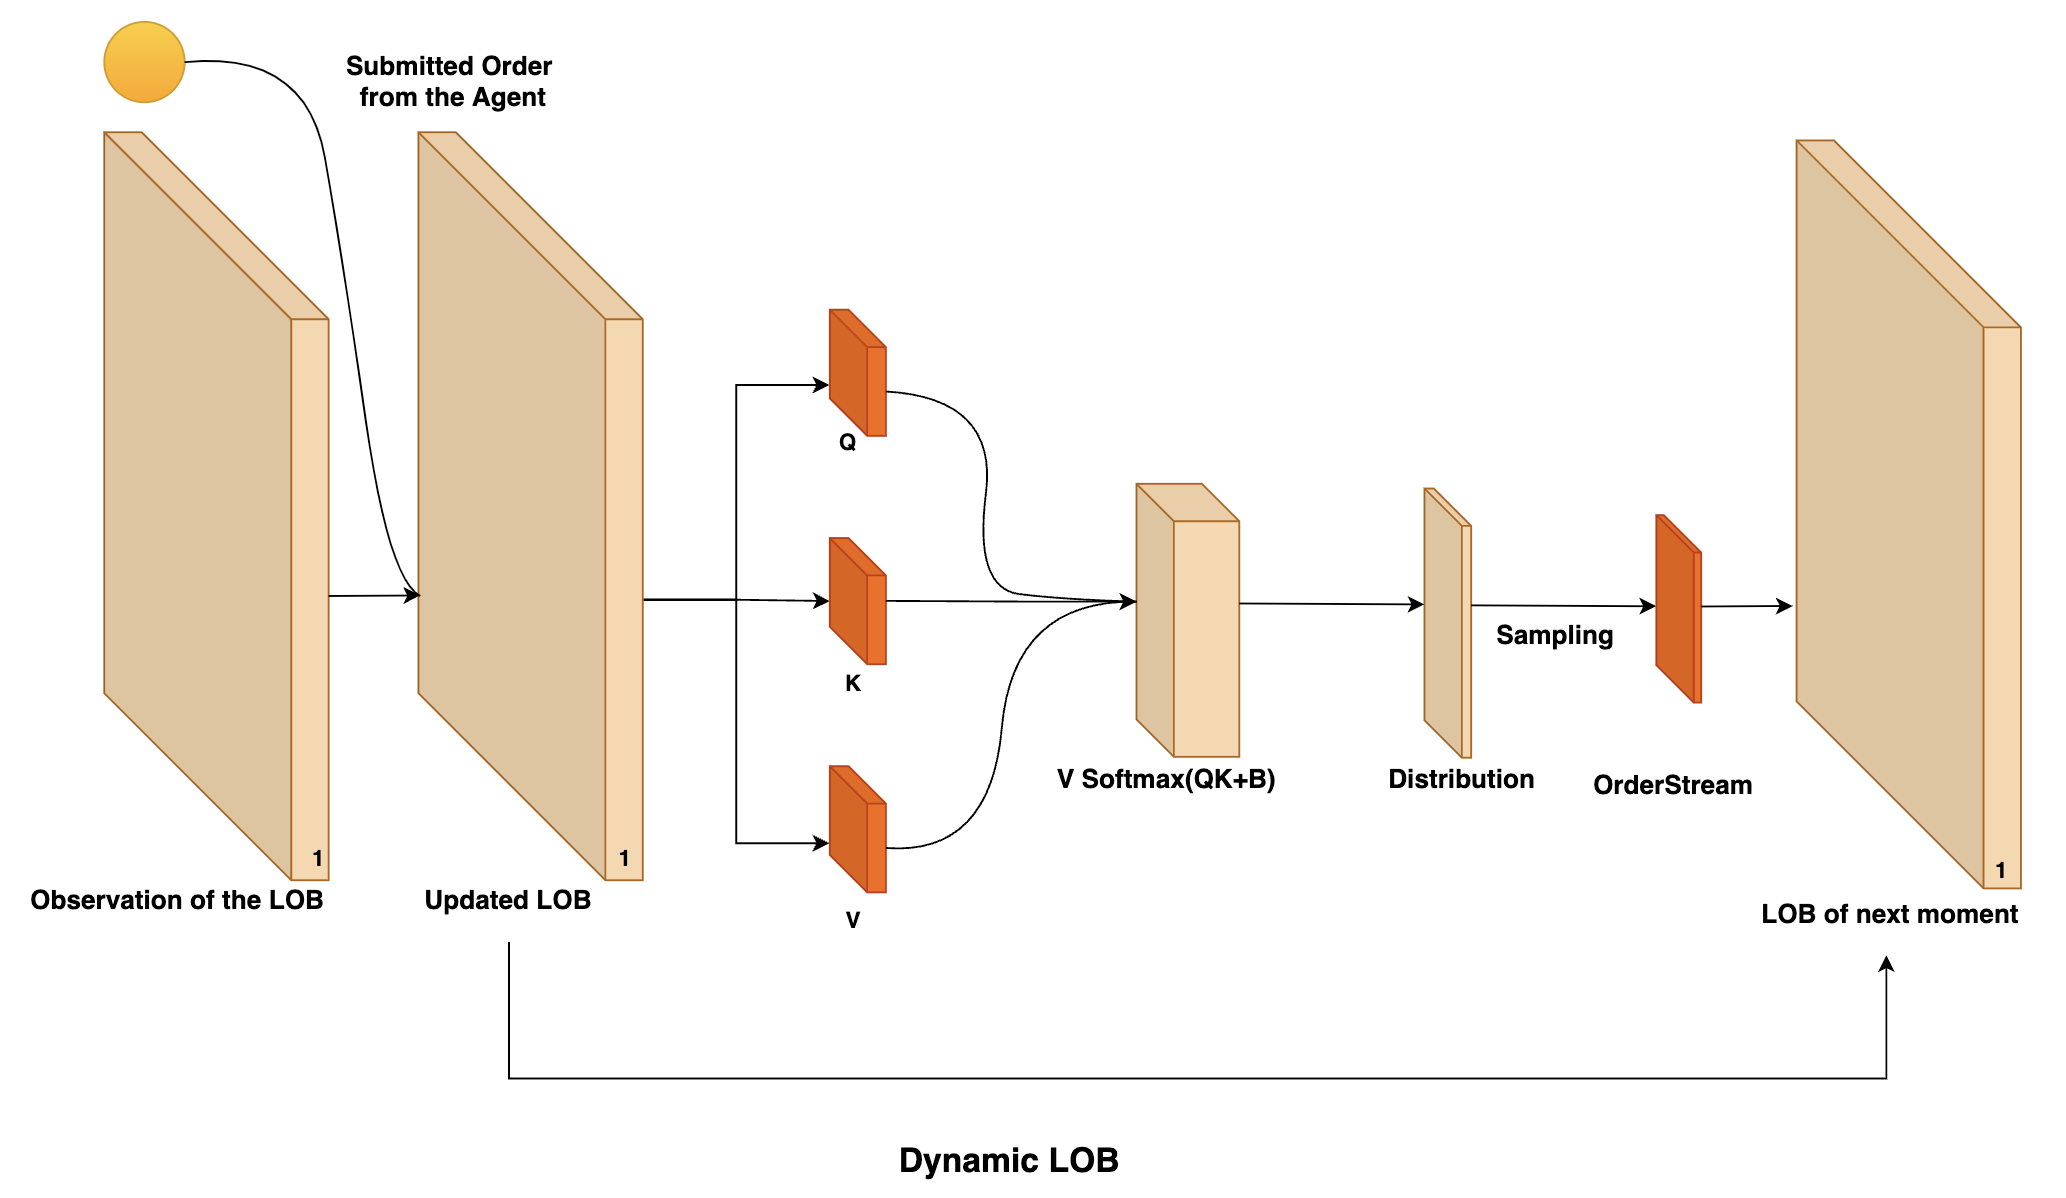 Submitted Order
from the Agent
Q
K
V
1
1
1
Observation of the LOB
Updated LOB
V Softmax(QK+B)
Distribution
Sampling
OrderStream
LOB of next moment
Dynamic LOB